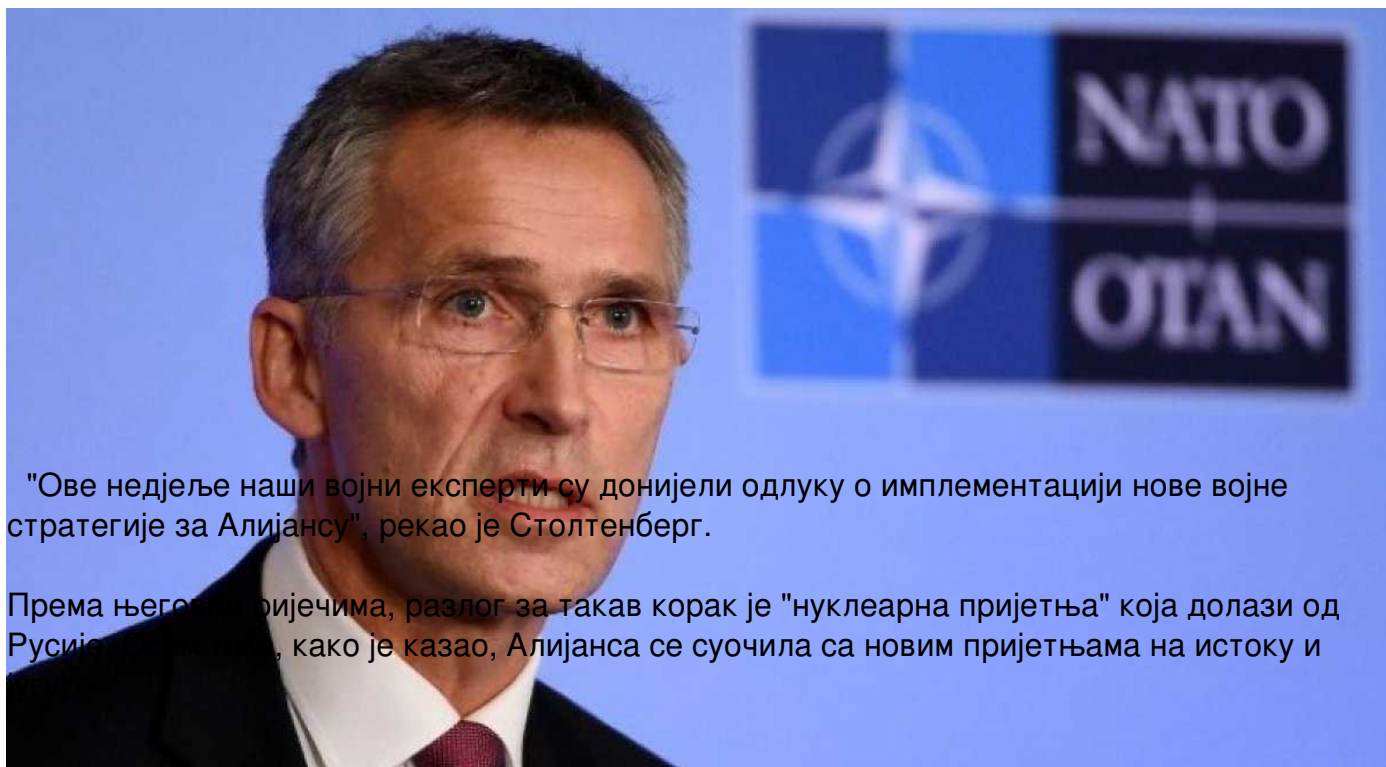 NATO
OTAN
"Ове недјеље наши војни експерти су донијели одлуку о имплементацији нове војне
стратегије за Алијансу", рекао је Столтенберг.
Према ријечима, разлог за такав корак је "нуклеарна пријетња" која долази од
Русије, како је казао, Алијанса се суочила са новим пријетњама на истоку и